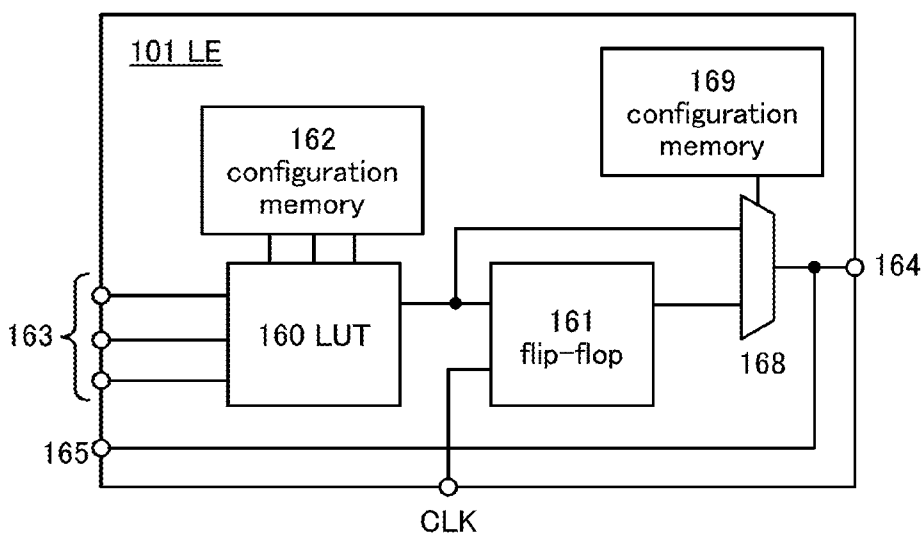 101 LE
169
configuration
memory
162
configuration
memory
164
163
160 LUT
161
flip-flop
168
165
CLK